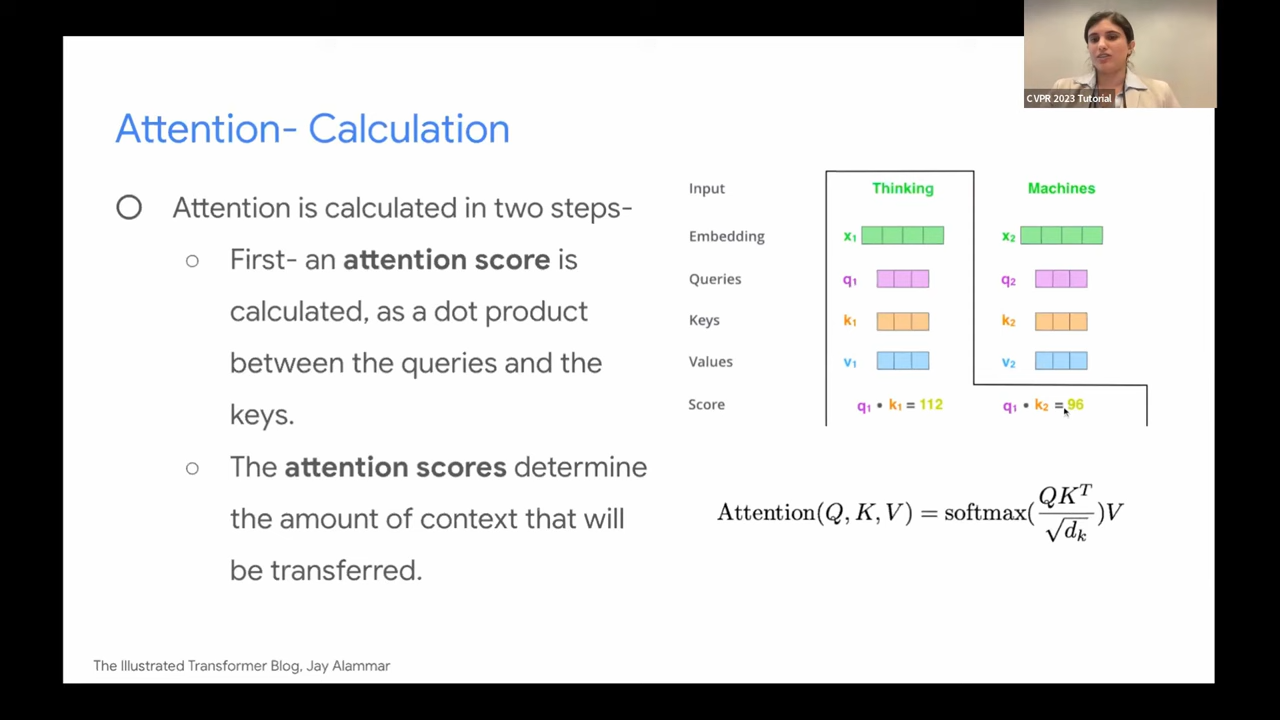 CVPR 2023 Tutorial
Attention- Calculation
Attention is calculated in two steps-
First- an attention score is
calculated, as a dot product
between the queries and the
keys.
The attention scores determine
the amount of context that will
be transferred.
Input Thinking Machines
Embedding x₁ x₂
Queries q₁ q₂
Keys k₁ k₂
Values v₁ v₂
Score q₁ • k₁ = 112 q₁ • k₂ = 96
Attention(Q, K, V) = softmax(QK^T/√d_k)V
The Illustrated Transformer Blog, Jay Alammar